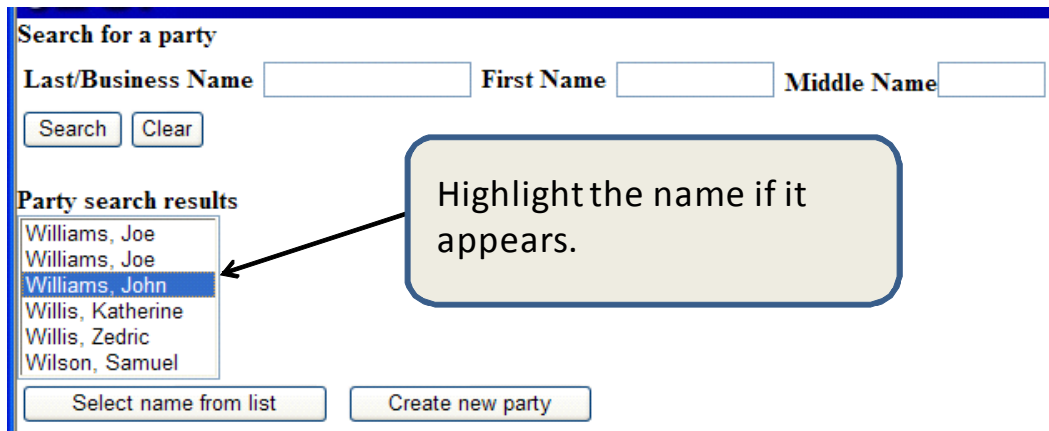 Search for a party
Last/Business Name First Name Middle Name
Search Clear
Highlight the name if it
appears.
Party search results
Williams, Joe
Williams, Joe
Williams, John
Willis, Katherine
Willis, Zedric
Wilson, Samuel
Select name from list Create new party